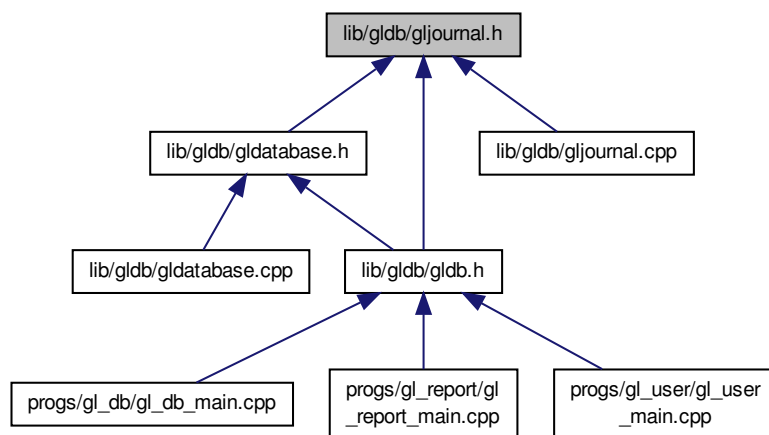 lib/gldb/gljournal.h
lib/gldb/gldatabase.h
lib/gldb/gljournal.cpp
lib/gldb/gldatabase.cpp
lib/gldb/gldb.h
progs/gl_db/gl_db_main.cpp
progs/gl_report/gl
_report_main.cpp
progs/gl_user/gl_user
_main.cpp